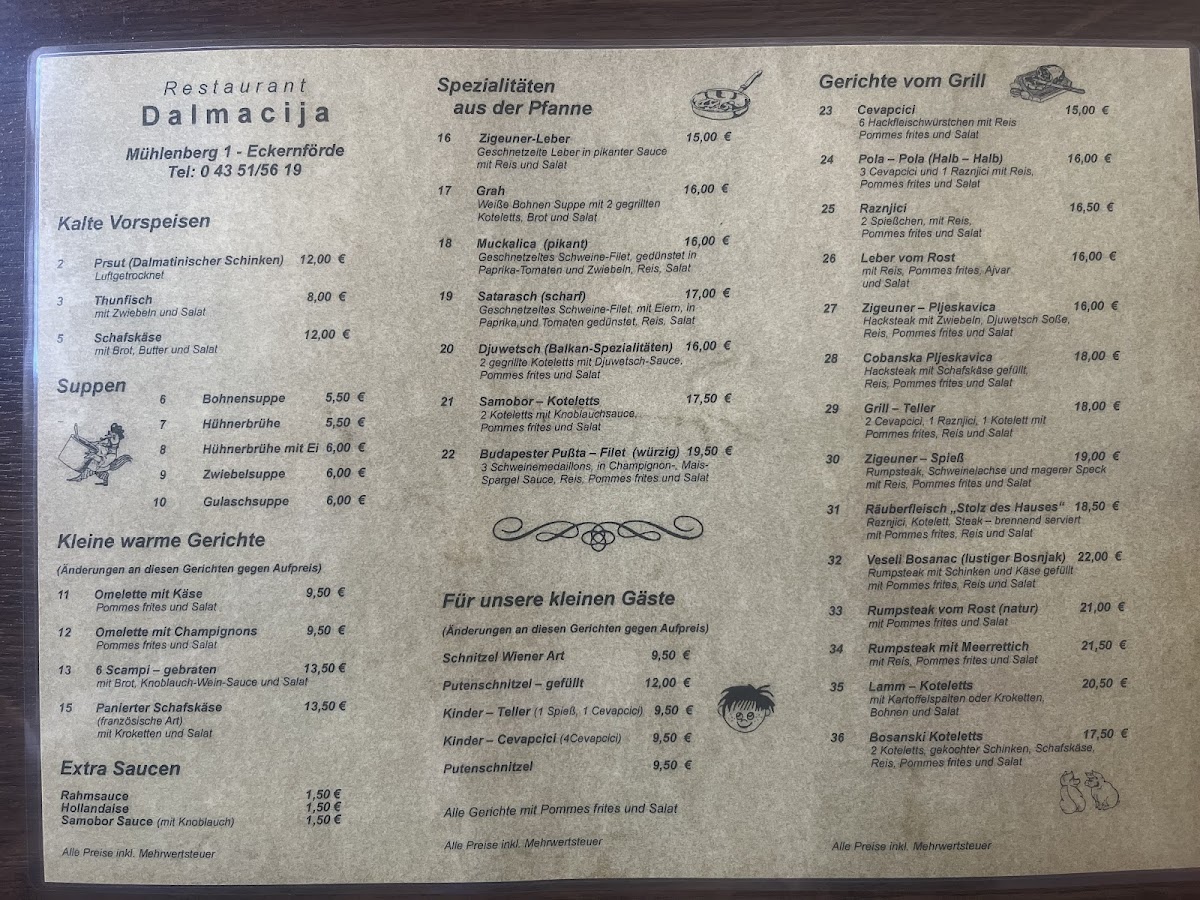 Restaurant
Dalmacija
Mühlenberg 1 - Eckernförde
Tel: 0 43 51/56 19
Kalte Vorspeisen
2 Prsut (Dalmatinischer Schinken) 12,00 €
Luftgetrocknet
3 Thunfisch 8,00 €
mit Zwiebeln und Salat
5 Schafskäse 12,00 €
mit Brot, Butter und Salat
Suppen
6 Bohnensuppe 5,50 €
7 Hühnerbrühe 5,50 €
8 Hühnerbrühe mit Ei 6,00 €
9 Zwiebelsuppe 6,00 €
10 Gulaschsuppe 6,00 €
Kleine warme Gerichte
(Änderungen an diesen Gerichten gegen Aufpreis)
11 Omelette mit Käse 9,50 €
Pommes frites und Salat
12 Omelette mit Champignons 9,50 €
Pommes frites und Salat
13 6 Scampi – gebraten 13,50 €
mit Brot, Knoblauch-Wein-Sauce und Salat
15 Panierter Schafskäse 13,50 €
(französische Art)
mit Kroketten und Salat
Extra Saucen
Rahmsauce 1,50 €
Hollandaise 1,50 €
Samobor Sauce (mit Knoblauch) 1,50 €
Alle Preise inkl. Mehrwertsteuer
Spezialitäten
aus der Pfanne
16 Zigeuner-Leber 15,00 €
Geschnetzelte Leber in pikanter Sauce
mit Reis und Salat
17 Grah 16,00 €
Weiße Bohnen Suppe mit 2 gegrillten
Koteletts, Brot und Salat
18 Muckalica (pikant) 16,00 €
Geschnetzeltes Schweine-Filet, gedünstet in
Paprika-Tomaten und Zwiebeln, Reis, Salat
19 Satarasch (scharf) 17,00 €
Geschnetzeltes Schweine-Filet, mit Eiern, in
Paprika,und Tomaten gedünstet, Reis, Salat
20 Djuwetsch (Balkan-Spezialitäten) 16,00 €
2 gegrillte Koteletts mit Djuwetsch-Sauce,
Pommes frites und Salat
21 Samobor – Koteletts 17,50 €
2 Koteletts mit Knoblauchsauce,
Pommes frites und Salat
22 Budapester Pußta – Filet (würzig) 19,50 €
3 Schweinemedaillons, in Champignon-, Mais-
Spargel Sauce, Reis, Pommes frites und Salat
Für unsere kleinen Gäste
(Änderungen an diesen Gerichten gegen Aufpreis)
Schnitzel Wiener Art 9,50 €
Putenschnitzel – gefüllt 12,00 €
Kinder – Teller (1 Spieß, 1 Cevapcici) 9,50 €
Kinder – Cevapcici (4Cevapcici) 9,50 €
Putenschnitzel 9,50 €
Alle Gerichte mit Pommes frites und Salat
Alle Preise inkl. Mehrwertsteuer
Gerichte vom Grill
23 Cevapcici 15,00 €
6 Hackfleischwürstchen mit Reis
Pommes frites und Salat
24 Pola – Pola (Halb – Halb) 16,00 €
3 Cevapcici und 1 Raznjici mit Reis,
Pommes frites und Salat
25 Raznjici 16,50 €
2 Spießchen, mit Reis,
Pommes frites und Salat
26 Leber vom Rost 16,00 €
mit Reis, Pommes frites, Ajvar
und Salat
27 Zigeuner – Pljeskavica 16,00 €
Hacksteak mit Zwiebeln, Djuwetsch Soße,
Reis, Pommes frites und Salat
28 Cobanska Pljeskavica 18,00 €
Hacksteak mit Schafskäse gefüllt,
Reis, Pommes frites und Salat
29 Grill – Teller 18,00 €
2 Cevapcici, 1 Raznjici, 1 Kotelett mit
Pommes frites, Reis und Salat
30 Zigeuner – Spieß 19,00 €
Rumpsteak, Schweinelachse und magerer Speck
mit Reis, Pommes frites und Salat
31 Räuberfleisch „Stolz des Hauses“ 18,50 €
Raznjici, Kotelett, Steak – brennend serviert
mit Pommes frites, Reis und Salat
32 Veseli Bosanac (lustiger Bosnjak) 22,00 €
Rumpsteak mit Schinken und Käse gefüllt
mit Pommes frites, Reis und Salat
33 Rumpsteak vom Rost (natur) 21,00 €
mit Pommes frites und Salat
34 Rumpsteak mit Meerrettich 21,50 €
mit Reis, Pommes frites und Salat
35 Lamm – Koteletts 20,50 €
mit Kartoffelspalten oder Kroketten,
Bohnen und Salat
36 Bosanski Koteletts 17,50 €
2 Koteletts, gekochter Schinken, Schafskäse,
Reis, Pommes frites und Salat
Alle Preise inkl. Mehrwertsteuer